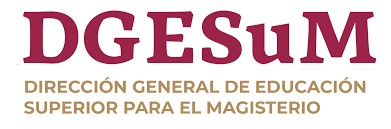 DGESuM
DIRECCIÓN GENERAL DE EDUCACIÓN
SUPERIOR PARA EL MAGISTERIO